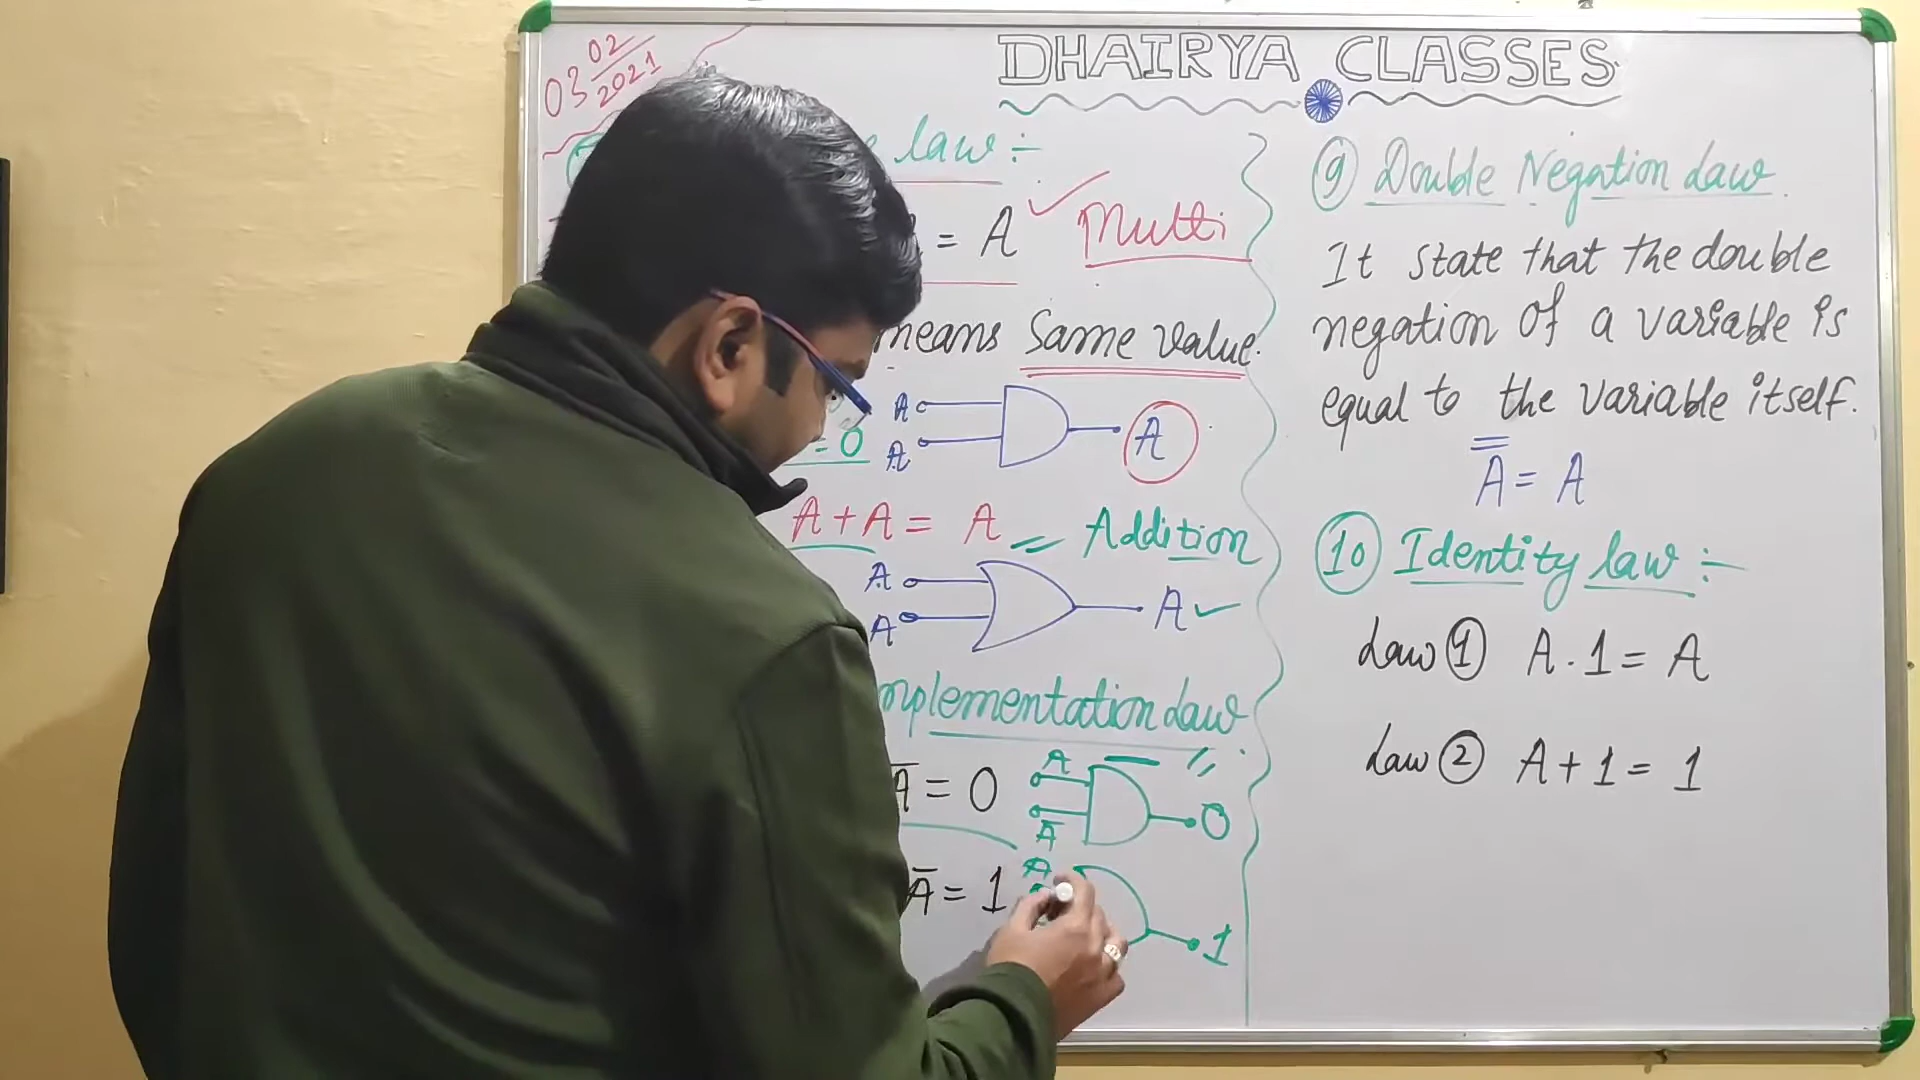 03 02/2021
DHAIRYA CLASSES
law :-
= A ✓ Multi
means Same value.
A
A
A
= 0
A + A = A = Addition
A
A
A ✓
mplementation Law
Ā = 0
A
Ā
0
Ā = 1
A
1
⑨ Double Negation Law
It state that the double
negation of a variable is
equal to the variable itself.
A̿ = A
⑩ Identity law :-
Law ① A . 1 = A
Law ② A + 1 = 1